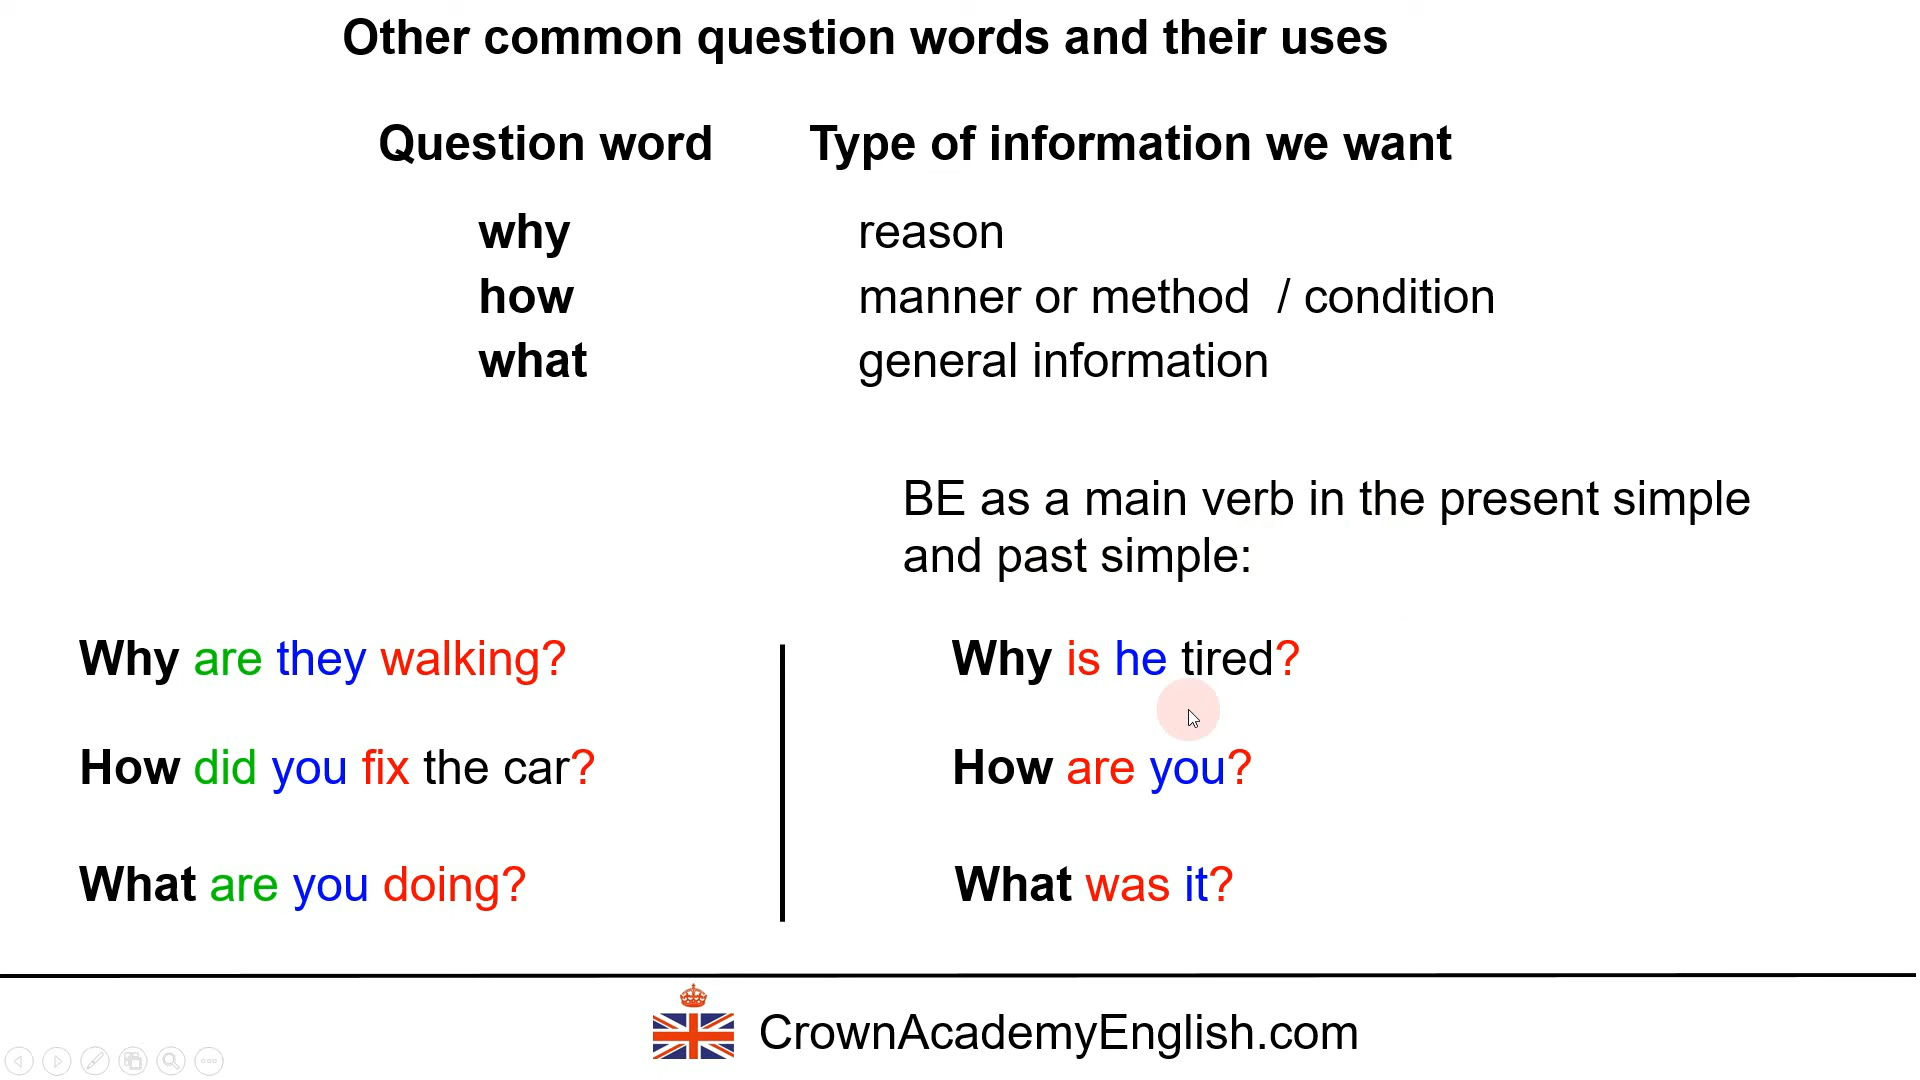 Other common question words and their uses
Question word Type of information we want
why reason
how manner or method / condition
what general information
BE as a main verb in the present simple
and past simple:
Why are they walking? Why is he tired?
How did you fix the car? How are you?
What are you doing? What was it?
CrownAcademyEnglish.com